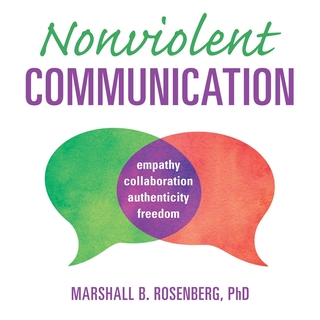 Nonviolent
COMMUNICATION
empathy
collaboration
authenticity
freedom
MARSHALL B. ROSENBERG, PhD